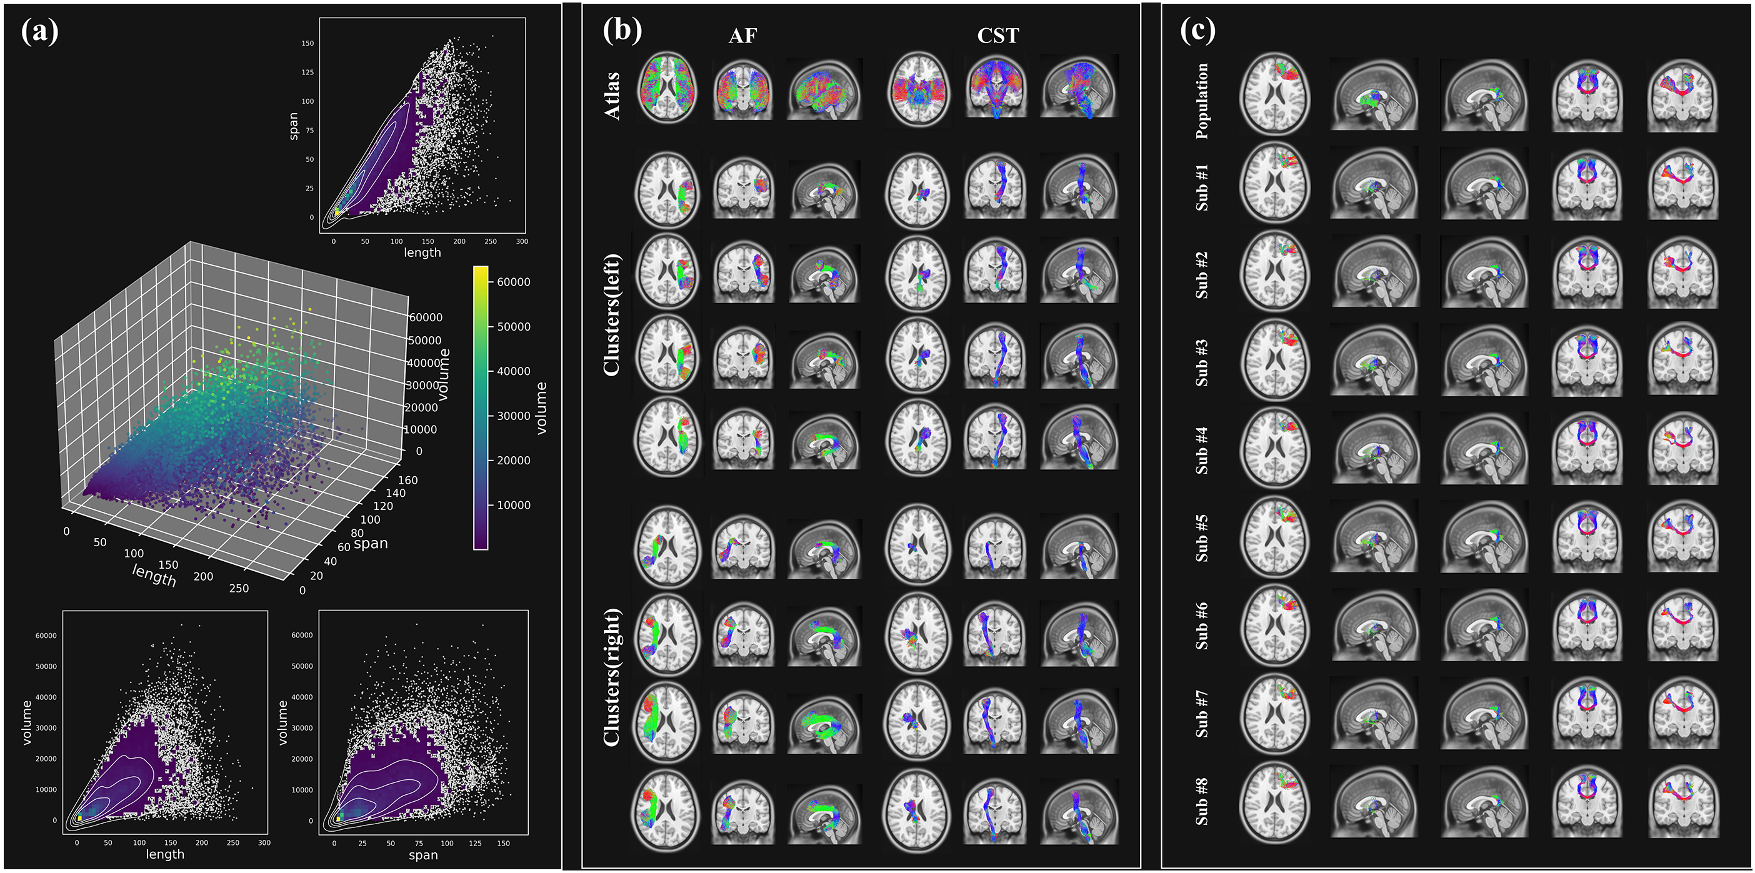 (a)
150
125
100
75
50
25
0
span
0 50 100 150 200 250 300
length
60000
50000
40000
30000
20000
10000
0
volume
0 50 100 150 200 250
length
0 20 40 60 80 100 120 140 160
span
60000
50000
40000
30000
20000
10000
volume
60000
50000
40000
30000
20000
10000
0
volume
0 50 100 150 200 250 300
length
60000
50000
40000
30000
20000
10000
0
volume
0 25 50 75 100 125 150
span
(b)
AF CST
Atlas
Clusters(left)
Clusters(right)
(c)
Population
Sub #1
Sub #2
Sub #3
Sub #4
Sub #5
Sub #6
Sub #7
Sub #8